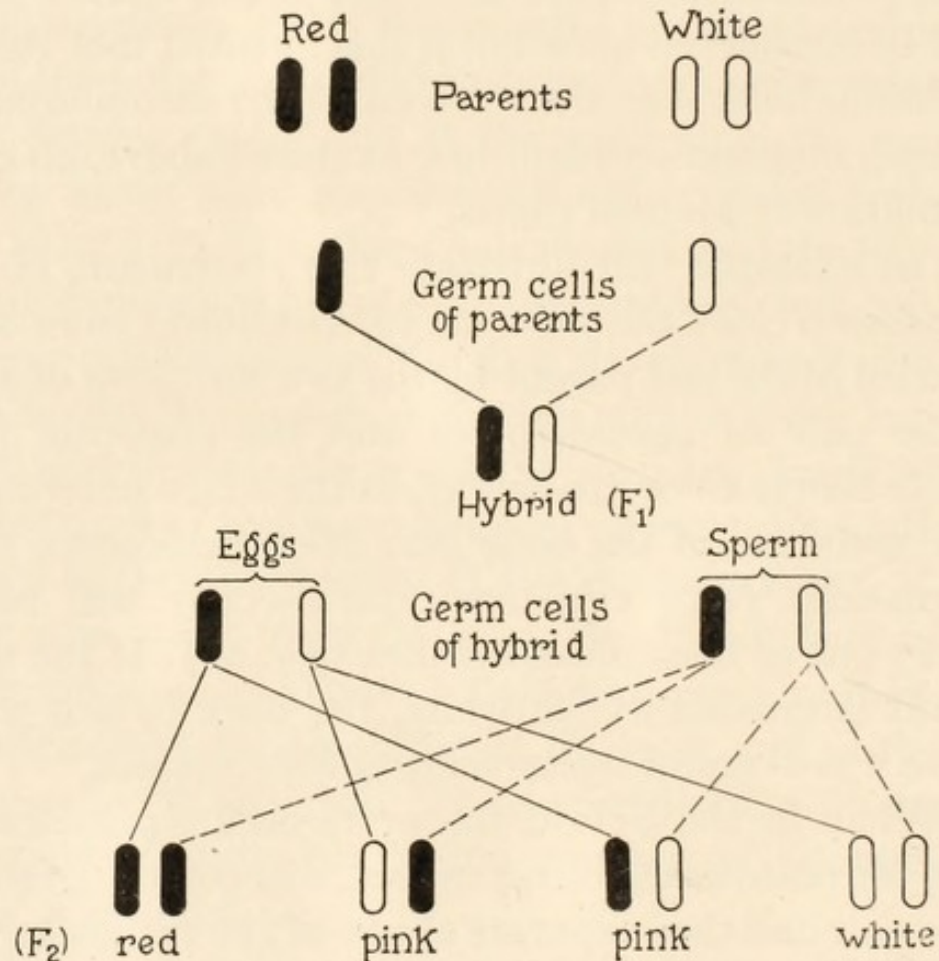 Red White
Parents
Germ cells
of parents
Hybrid (F₁)
Eggs Sperm
Germ cells
of hybrid
(F₂) red pink pink white